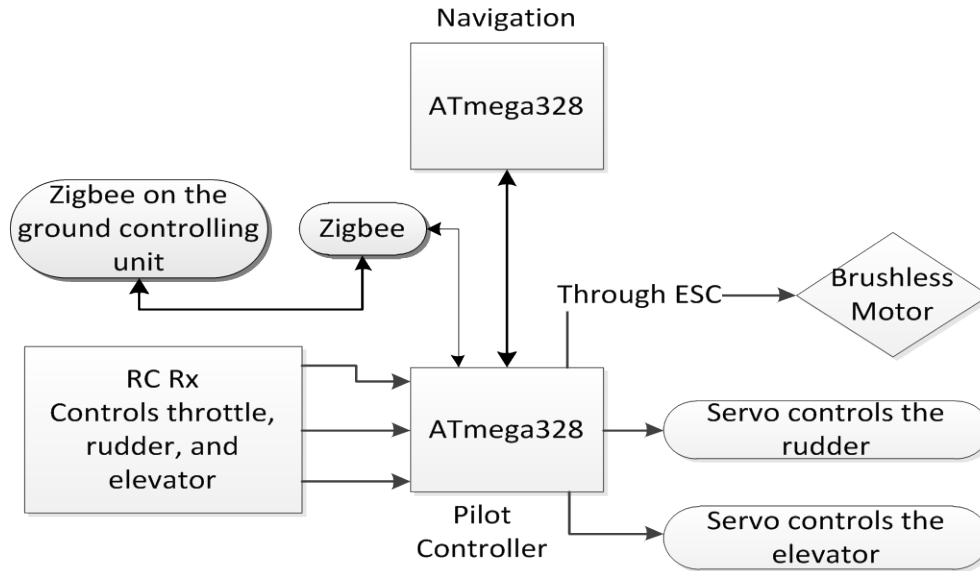 Navigation
ATmega328
Zigbee on the
ground controlling
unit
Zigbee
Through ESC
Brushless
Motor
RC Rx
Controls throttle,
rudder, and
elevator
ATmega328
Pilot
Controller
Servo controls the
rudder
Servo controls the
elevator